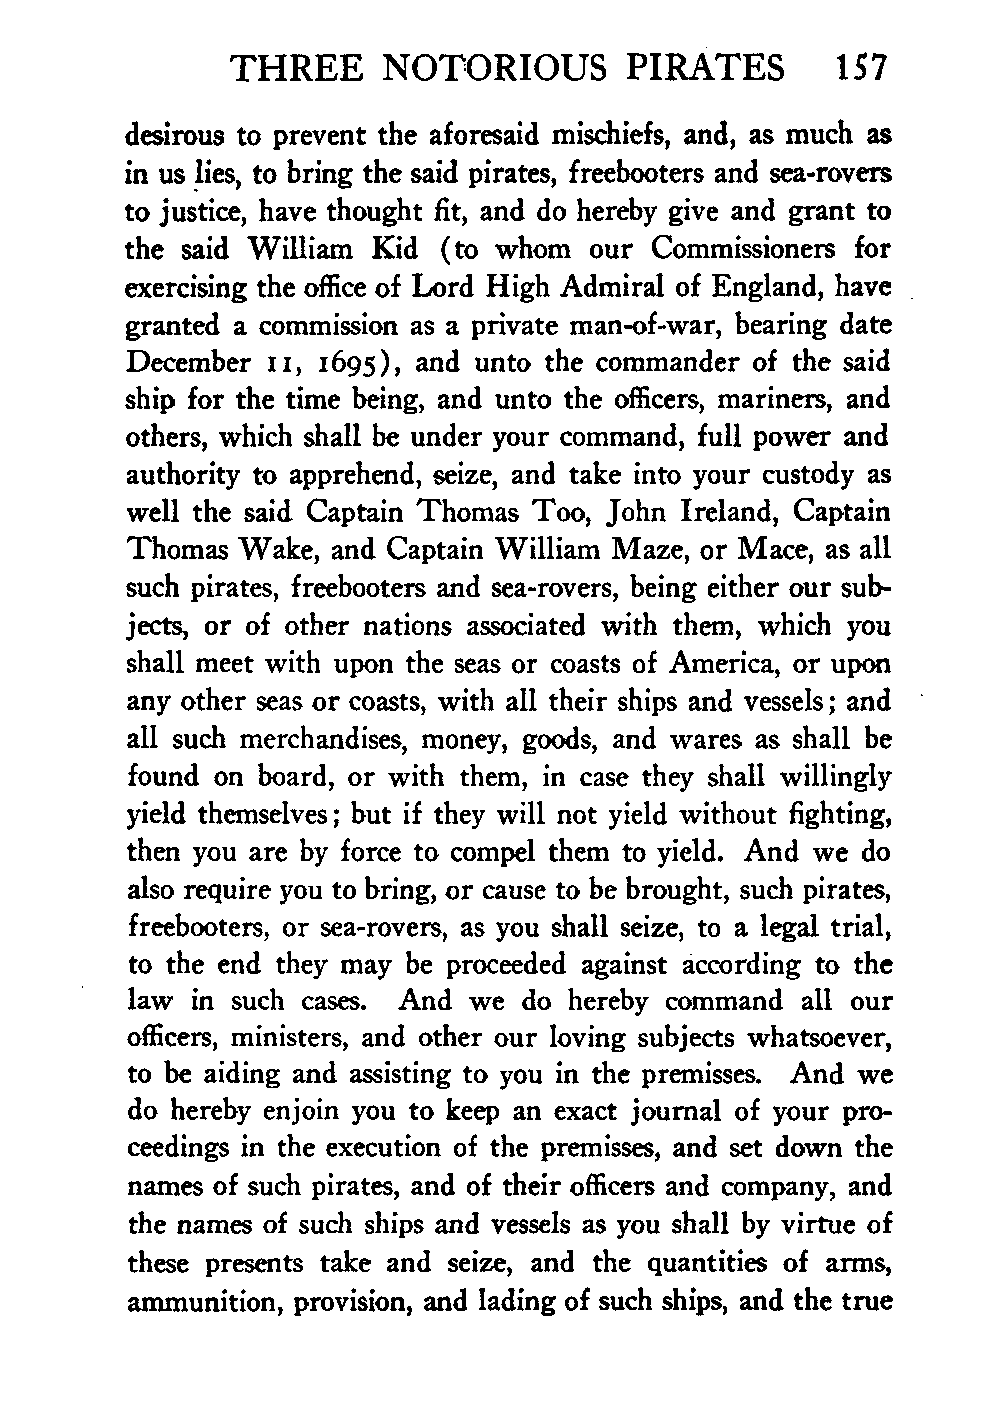 THREE NOTORIOUS PIRATES 157
desirous to prevent the aforesaid mischiefs, and, as much as
in us lies, to bring the said pirates, freebooters and sea-rovers
to justice, have thought fit, and do hereby give and grant to
the said William Kid (to whom our Commissioners for
exercising the office of Lord High Admiral of England, have
granted a commission as a private man-of-war, bearing date
December 11, 1695), and unto the commander of the said
ship for the time being, and unto the officers, mariners, and
others, which shall be under your command, full power and
authority to apprehend, seize, and take into your custody as
well the said Captain Thomas Too, John Ireland, Captain
Thomas Wake, and Captain William Maze, or Mace, as all
such pirates, freebooters and sea-rovers, being either our sub-
jects, or of other nations associated with them, which you
shall meet with upon the seas or coasts of America, or upon
any other seas or coasts, with all their ships and vessels; and
all such merchandises, money, goods, and wares as shall be
found on board, or with them, in case they shall willingly
yield themselves; but if they will not yield without fighting,
then you are by force to compel them to yield. And we do
also require you to bring, or cause to be brought, such pirates,
freebooters, or sea-rovers, as you shall seize, to a legal trial,
to the end they may be proceeded against according to the
law in such cases. And we do hereby command all our
officers, ministers, and other our loving subjects whatsoever,
to be aiding and assisting to you in the premisses. And we
do hereby enjoin you to keep an exact journal of your pro-
ceedings in the execution of the premisses, and set down the
names of such pirates, and of their officers and company, and
the names of such ships and vessels as you shall by virtue of
these presents take and seize, and the quantities of arms,
ammunition, provision, and lading of such ships, and the true